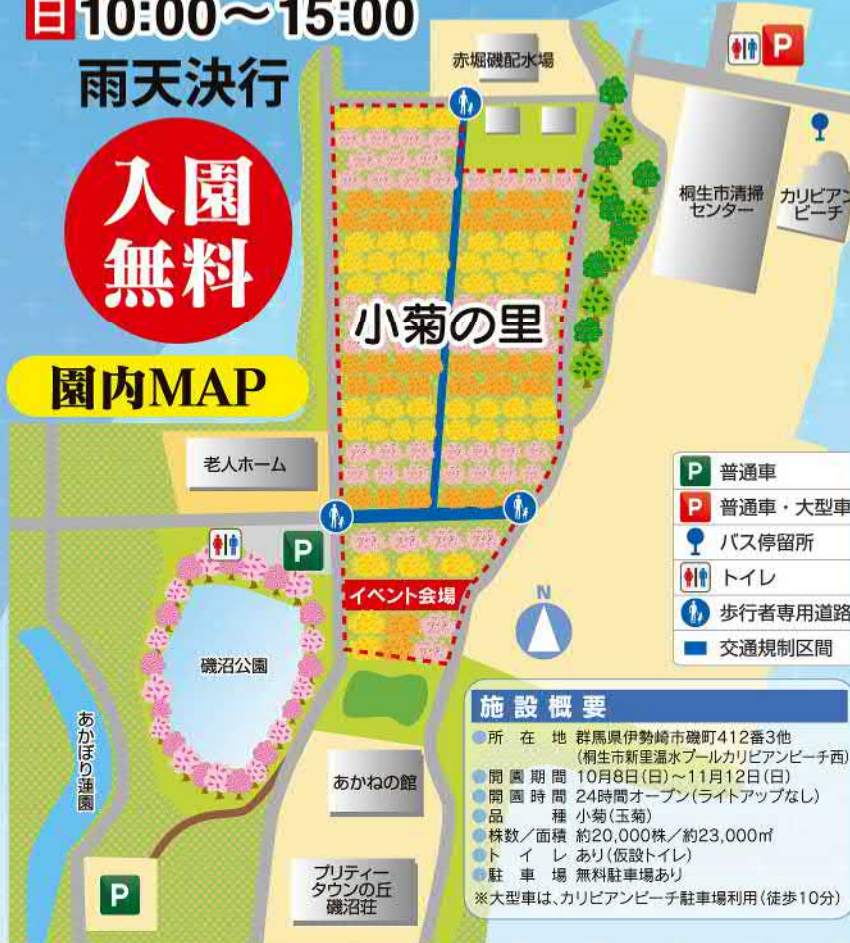 日10:00～15:00
雨天決行
入園
無料
園内MAP
赤堀磯配水場
P
桐生市清掃
センター
カリビアン
ビーチ
小菊の里
老人ホーム
P
イベント会場
N
磯沼公園
あかぼり蓮園
あかねの館
プリティー
タウンの丘
磯沼荘
P
P 普通車
P 普通車・大型車
バス停留所
トイレ
歩行者専用道路
交通規制区間
施設概要
所在地 群馬県伊勢崎市磯町412番3他
(桐生市新里温水プールカリビアンビーチ西)
開園期間 10月8日(日)～11月12日(日)
開園時間 24時間オープン(ライトアップなし)
品種 小菊(玉菊)
株数／面積 約20,000株／約23,000㎡
トイレ あり(仮設トイレ)
駐車場 無料駐車場あり
※大型車は、カリビアンビーチ駐車場利用(徒歩10分)